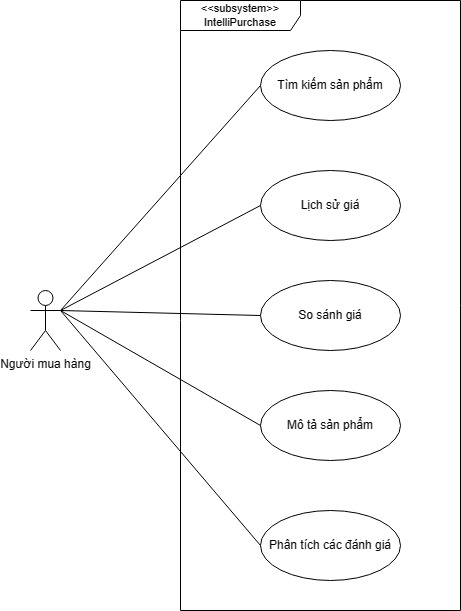 <<subsystem>>
IntelliPurchase
Tìm kiếm sản phẩm
Lịch sử giá
So sánh giá
Người mua hàng
Mô tả sản phẩm
Phân tích các đánh giá